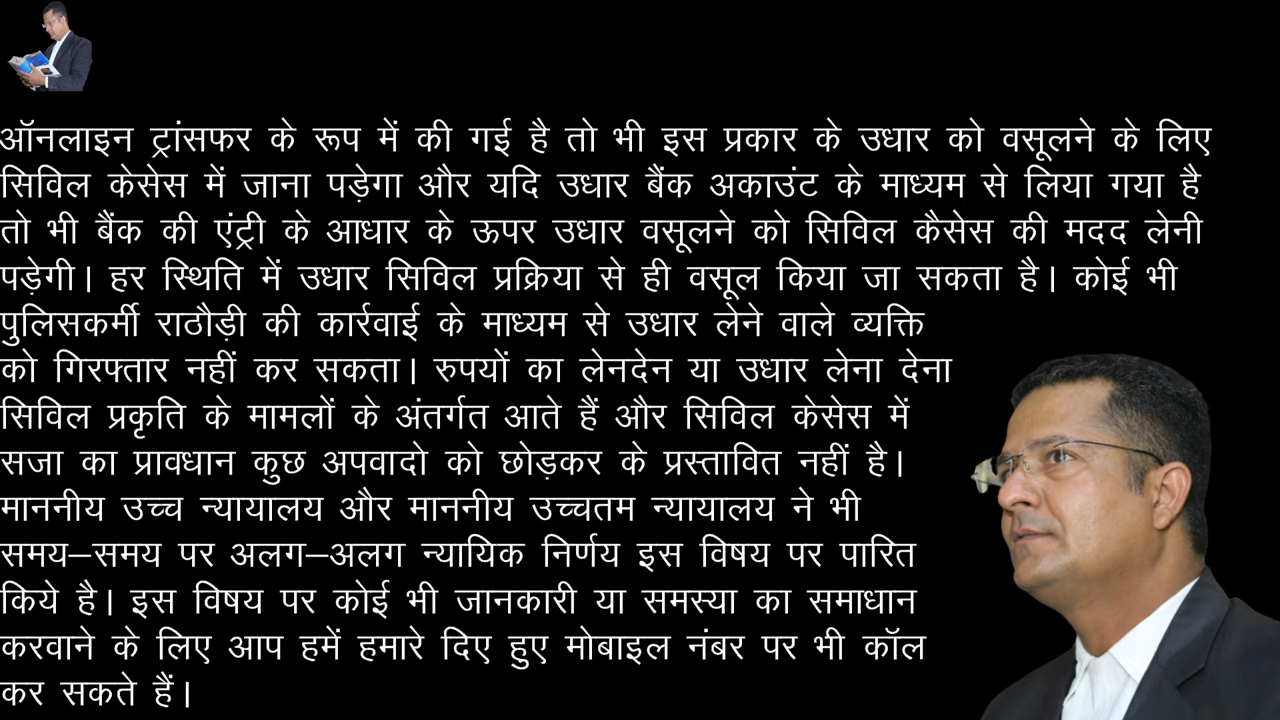 ऑनलाइन ट्रांसफर के रूप में की गई है तो भी इस प्रकार के उधार को वसूलने के लिए
सिविल केसेस में जाना पड़ेगा और यदि उधार बैंक अकाउंट के माध्यम से लिया गया है
तो भी बैंक की एंट्री के आधार के ऊपर उधार वसूलने को सिविल कैसेस की मदद लेनी
पड़ेगी। हर स्थिति में उधार सिविल प्रक्रिया से ही वसूल किया जा सकता है। कोई भी
पुलिसकर्मी राठौड़ी की कार्रवाई के माध्यम से उधार लेने वाले व्यक्ति
को गिरफ्तार नहीं कर सकता। रुपयों का लेनदेन या उधार लेना देना
सिविल प्रकृति के मामलों के अंतर्गत आते हैं और सिविल केसेस में
सजा का प्रावधान कुछ अपवादो को छोड़कर के प्रस्तावित नहीं है।
माननीय उच्च न्यायालय और माननीय उच्चतम न्यायालय ने भी
समय–समय पर अलग–अलग न्यायिक निर्णय इस विषय पर पारित
किये है। इस विषय पर कोई भी जानकारी या समस्या का समाधान
करवाने के लिए आप हमें हमारे दिए हुए मोबाइल नंबर पर भी कॉल
कर सकते हैं।